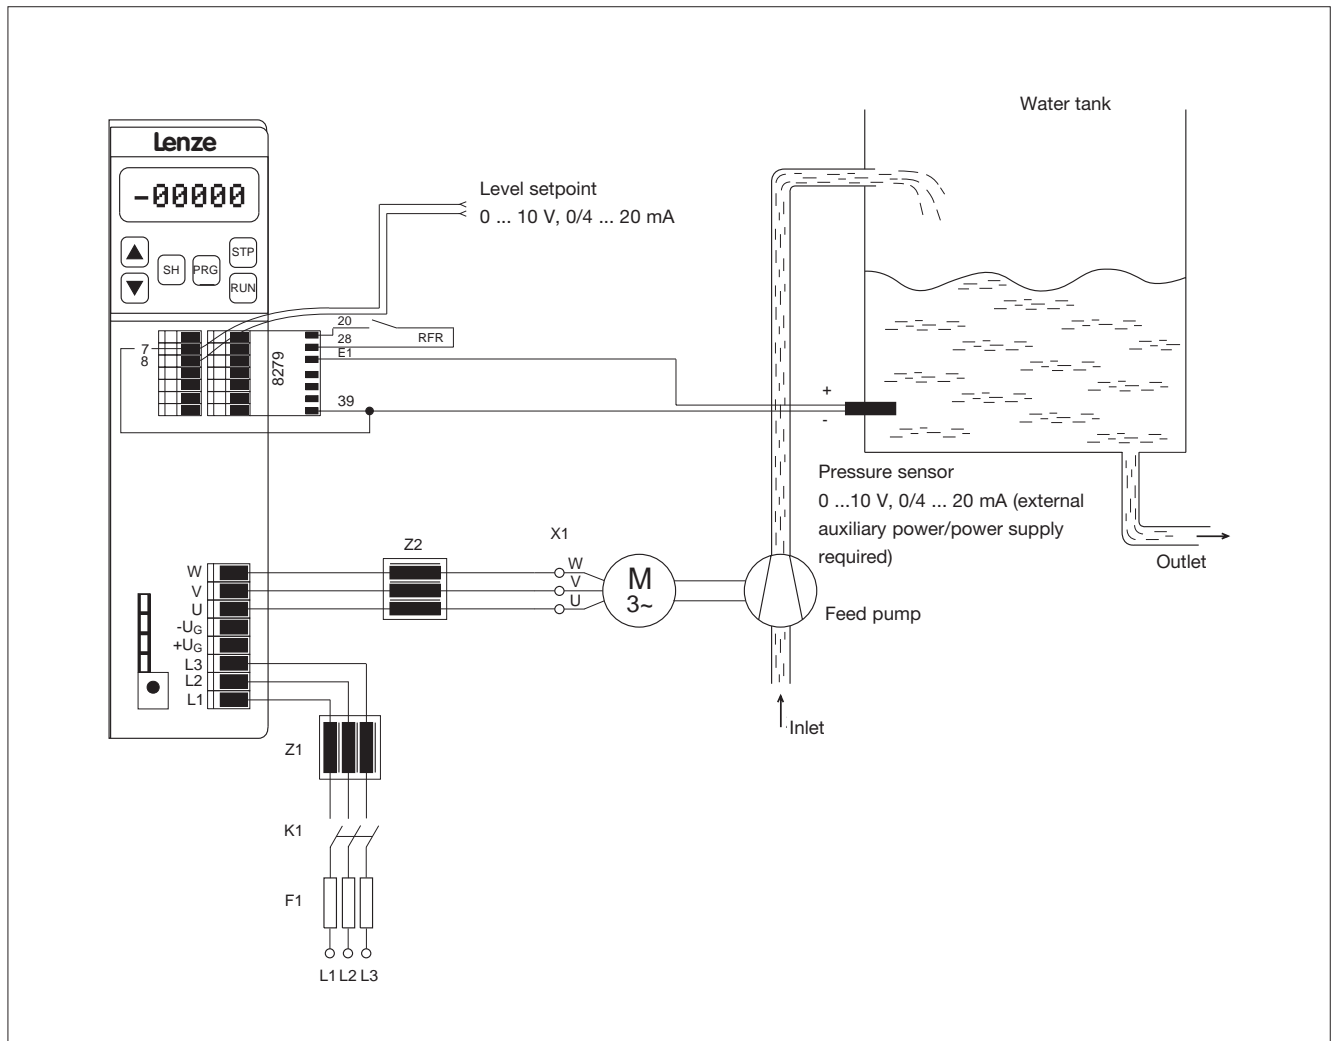 Water tank
Lenze
-00000
Level setpoint
0 ... 10 V, 0/4 ... 20 mA
STP
SH
PRG
RUN
20
28
RFR
E1
7
8
8279
39
+
-
Pressure sensor
0 ...10 V, 0/4 ... 20 mA (external
auxiliary power/power supply
required)
Outlet
Z2
X1
W
V
U
-UG
+UG
L3
L2
L1
W
V
U
M
3~
Feed pump
Inlet
Z1
K1
F1
L1 L2 L3